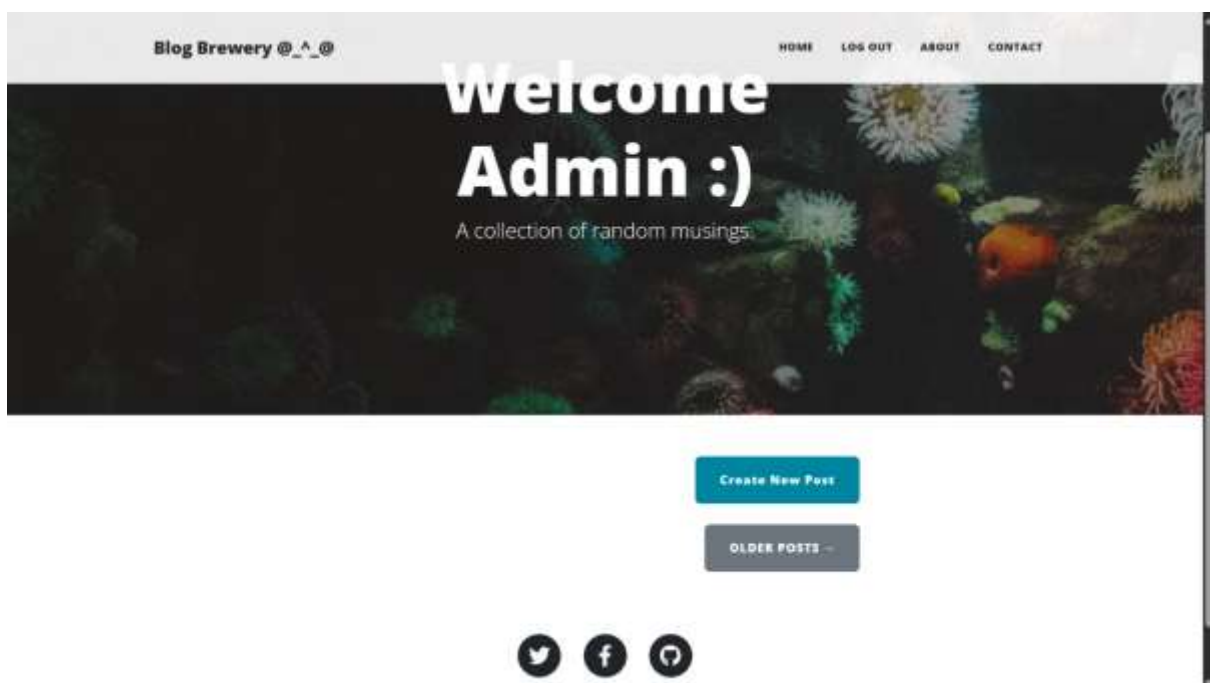 Blog Brewery @_^_@
HOME LOG OUT ABOUT CONTACT
Welcome
Admin :)
A collection of random musings.
Create New Post
OLDER POSTS →